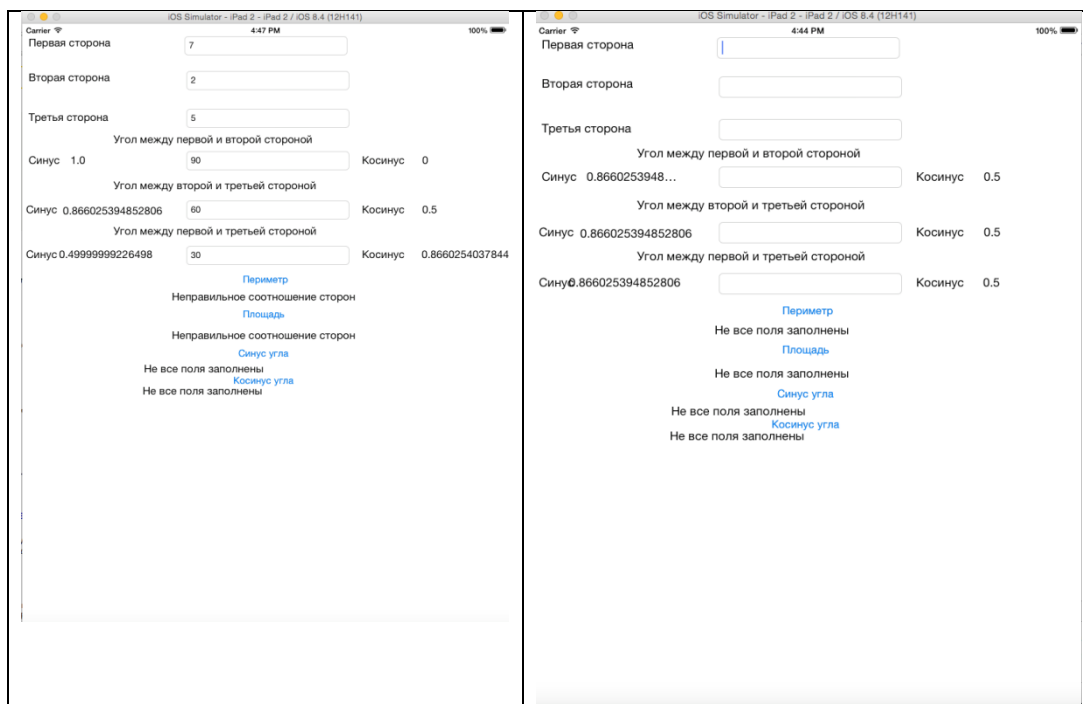 iOS Simulator - iPad 2 - iPad 2 / iOS 8.4 (12H141)
Carrier 4:47 PM 100%
Первая сторона 7
Вторая сторона 2
Третья сторона 5
Угол между первой и второй стороной
Синус 1.0 90 Косинус 0
Угол между второй и третьей стороной
Синус 0.866025394852806 60 Косинус 0.5
Угол между первой и третьей стороной
Синус 0.49999999226498 30 Косинус 0.8660254037844
Периметр
Неправильное соотношение сторон
Площадь
Неправильное соотношение сторон
Синус угла
Не все поля заполнены
Косинус угла
Не все поля заполнены
iOS Simulator - iPad 2 - iPad 2 / iOS 8.4 (12H141)
Carrier 4:44 PM 100%
Первая сторона
Вторая сторона
Третья сторона
Угол между первой и второй стороной
Синус 0.8660253948... Косинус 0.5
Угол между второй и третьей стороной
Синус 0.866025394852806 Косинус 0.5
Угол между первой и третьей стороной
Синус 0.866025394852806 Косинус 0.5
Периметр
Не все поля заполнены
Площадь
Не все поля заполнены
Синус угла
Не все поля заполнены
Косинус угла
Не все поля заполнены